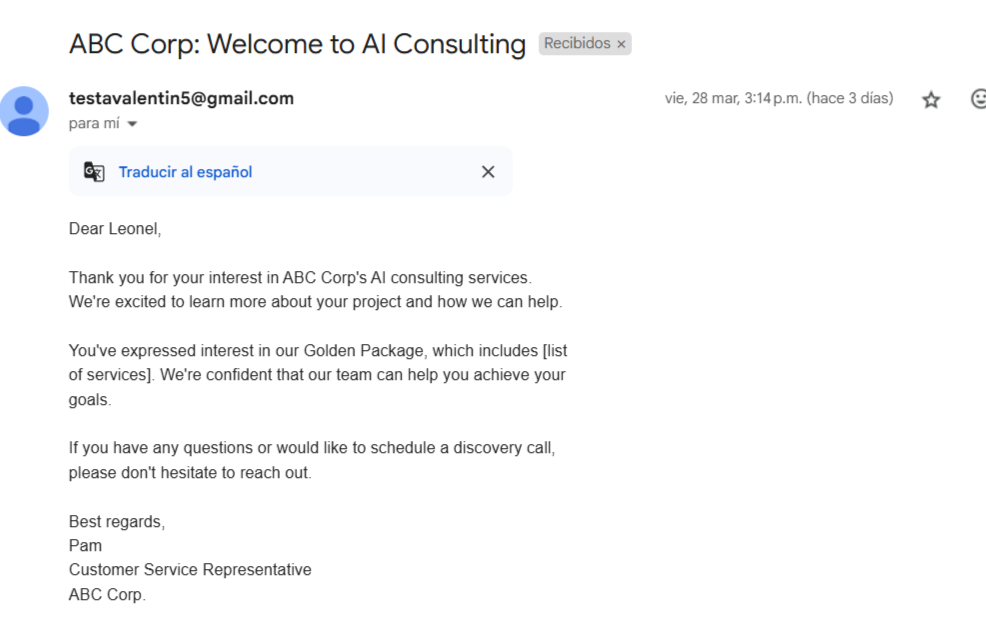 ABC Corp: Welcome to AI Consulting Recibidos ×
testavalentin5@gmail.com vie, 28 mar, 3:14 p.m. (hace 3 días)
para mí
Traducir al español
Dear Leonel,
Thank you for your interest in ABC Corp's AI consulting services.
We're excited to learn more about your project and how we can help.
You've expressed interest in our Golden Package, which includes [list
of services]. We're confident that our team can help you achieve your
goals.
If you have any questions or would like to schedule a discovery call,
please don't hesitate to reach out.
Best regards,
Pam
Customer Service Representative
ABC Corp.